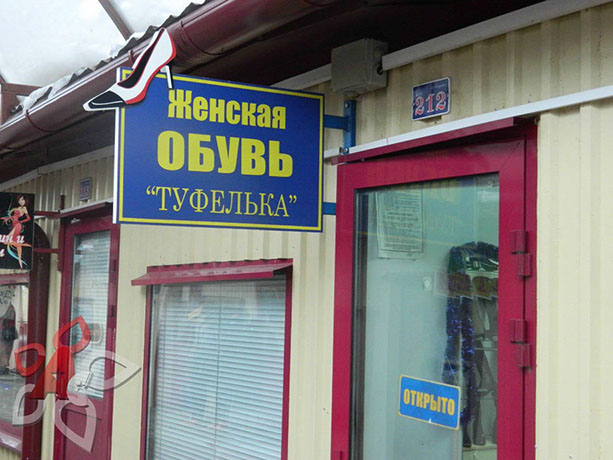 Женская
ОБУВЬ
“ТУФЕЛЬКА”
212
ОТКРЫТО